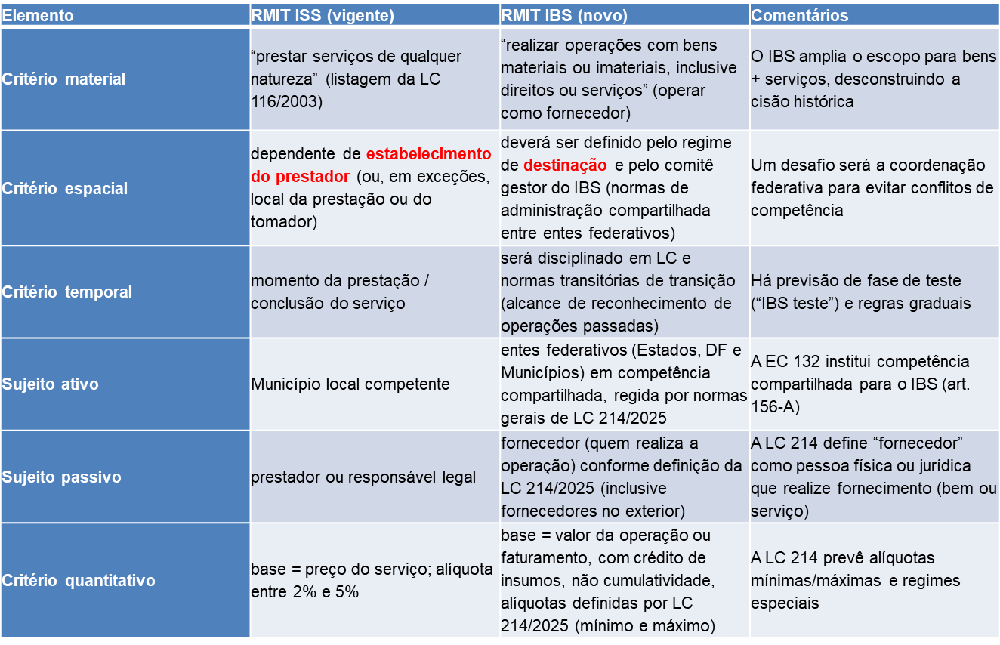 Elemento
RMIT ISS (vigente)
RMIT IBS (novo)
Comentários
Critério material
“prestar serviços de qualquer
natureza” (listagem da LC
116/2003)
“realizar operações com bens
materiais ou imateriais, inclusive
direitos ou serviços” (operar
como fornecedor)
O IBS amplia o escopo para bens
+ serviços, desconstruindo a
cisão histórica
Critério espacial
dependente de estabelecimento
do prestador (ou, em exceções,
local da prestação ou do
tomador)
deverá ser definido pelo regime
de destinação e pelo comitê
gestor do IBS (normas de
administração compartilhada
entre entes federativos)
Um desafio será a coordenação
federativa para evitar conflitos de
competência
Critério temporal
momento da prestação /
conclusão do serviço
será disciplinado em LC e
normas transitórias de transição
(alcance de reconhecimento de
operações passadas)
Há previsão de fase de teste
(“IBS teste”) e regras graduais
Sujeito ativo
Município local competente
entes federativos (Estados, DF e
Municípios) em competência
compartilhada, regida por normas
gerais de LC 214/2025
A EC 132 institui competência
compartilhada para o IBS (art.
156-A)
Sujeito passivo
prestador ou responsável legal
fornecedor (quem realiza a
operação) conforme definição da
LC 214/2025 (inclusive
fornecedores no exterior)
A LC 214 define “fornecedor”
como pessoa física ou jurídica
que realize fornecimento (bem ou
serviço)
Critério quantitativo
base = preço do serviço; alíquota
entre 2% e 5%
base = valor da operação ou
faturamento, com crédito de
insumos, não cumulatividade,
alíquotas definidas por LC
214/2025 (mínimo e máximo)
A LC 214 prevê alíquotas
mínimas/máximas e regimes
especiais